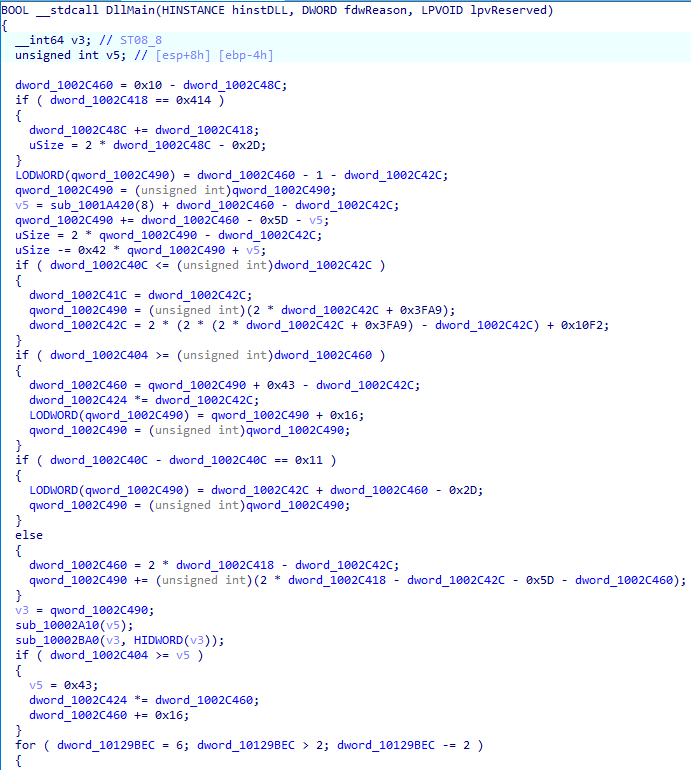 BOOL __stdcall DllMain(HINSTANCE hinstDLL, DWORD fdwReason, LPVOID lpvReserved)
{
  __int64 v3; // ST08_8
  unsigned int v5; // [esp+8h] [ebp-4h]

  dword_1002C460 = 0x10 - dword_1002C48C;
  if ( dword_1002C418 == 0x414 )
  {
    dword_1002C48C += dword_1002C418;
    uSize = 2 * dword_1002C48C - 0x2D;
  }
  LODWORD(qword_1002C490) = dword_1002C460 - 1 - dword_1002C42C;
  qword_1002C490 = (unsigned int)qword_1002C490;
  v5 = sub_1001A420(8) + dword_1002C460 - dword_1002C42C;
  qword_1002C490 += dword_1002C460 - 0x5D - v5;
  uSize = 2 * qword_1002C490 - dword_1002C42C;
  uSize -= 0x42 * qword_1002C490 + v5;
  if ( dword_1002C40C <= (unsigned int)dword_1002C42C )
  {
    dword_1002C41C = dword_1002C42C;
    qword_1002C490 = (unsigned int)(2 * dword_1002C42C + 0x3FA9);
    dword_1002C42C = 2 * (2 * (2 * dword_1002C42C + 0x3FA9) - dword_1002C42C) + 0x10F2;
  }
  if ( dword_1002C404 >= (unsigned int)dword_1002C460 )
  {
    dword_1002C460 = qword_1002C490 + 0x43 - dword_1002C42C;
    dword_1002C424 *= dword_1002C42C;
    LODWORD(qword_1002C490) = qword_1002C490 + 0x16;
    qword_1002C490 = (unsigned int)qword_1002C490;
  }
  if ( dword_1002C40C - dword_1002C40C == 0x11 )
  {
    LODWORD(qword_1002C490) = dword_1002C42C + dword_1002C460 - 0x2D;
    qword_1002C490 = (unsigned int)qword_1002C490;
  }
  else
  {
    dword_1002C460 = 2 * dword_1002C418 - dword_1002C42C;
    qword_1002C490 += (unsigned int)(2 * dword_1002C418 - dword_1002C42C - 0x5D - dword_1002C460);
  }
  v3 = qword_1002C490;
  sub_10002A10(v5);
  sub_10002BA0(v3, HIDWORD(v3));
  if ( dword_1002C404 >= v5 )
  {
    v5 = 0x43;
    dword_1002C424 *= dword_1002C460;
    dword_1002C460 += 0x16;
  }
  for ( dword_10129BEC = 6; dword_10129BEC > 2; dword_10129BEC -= 2 )
  {